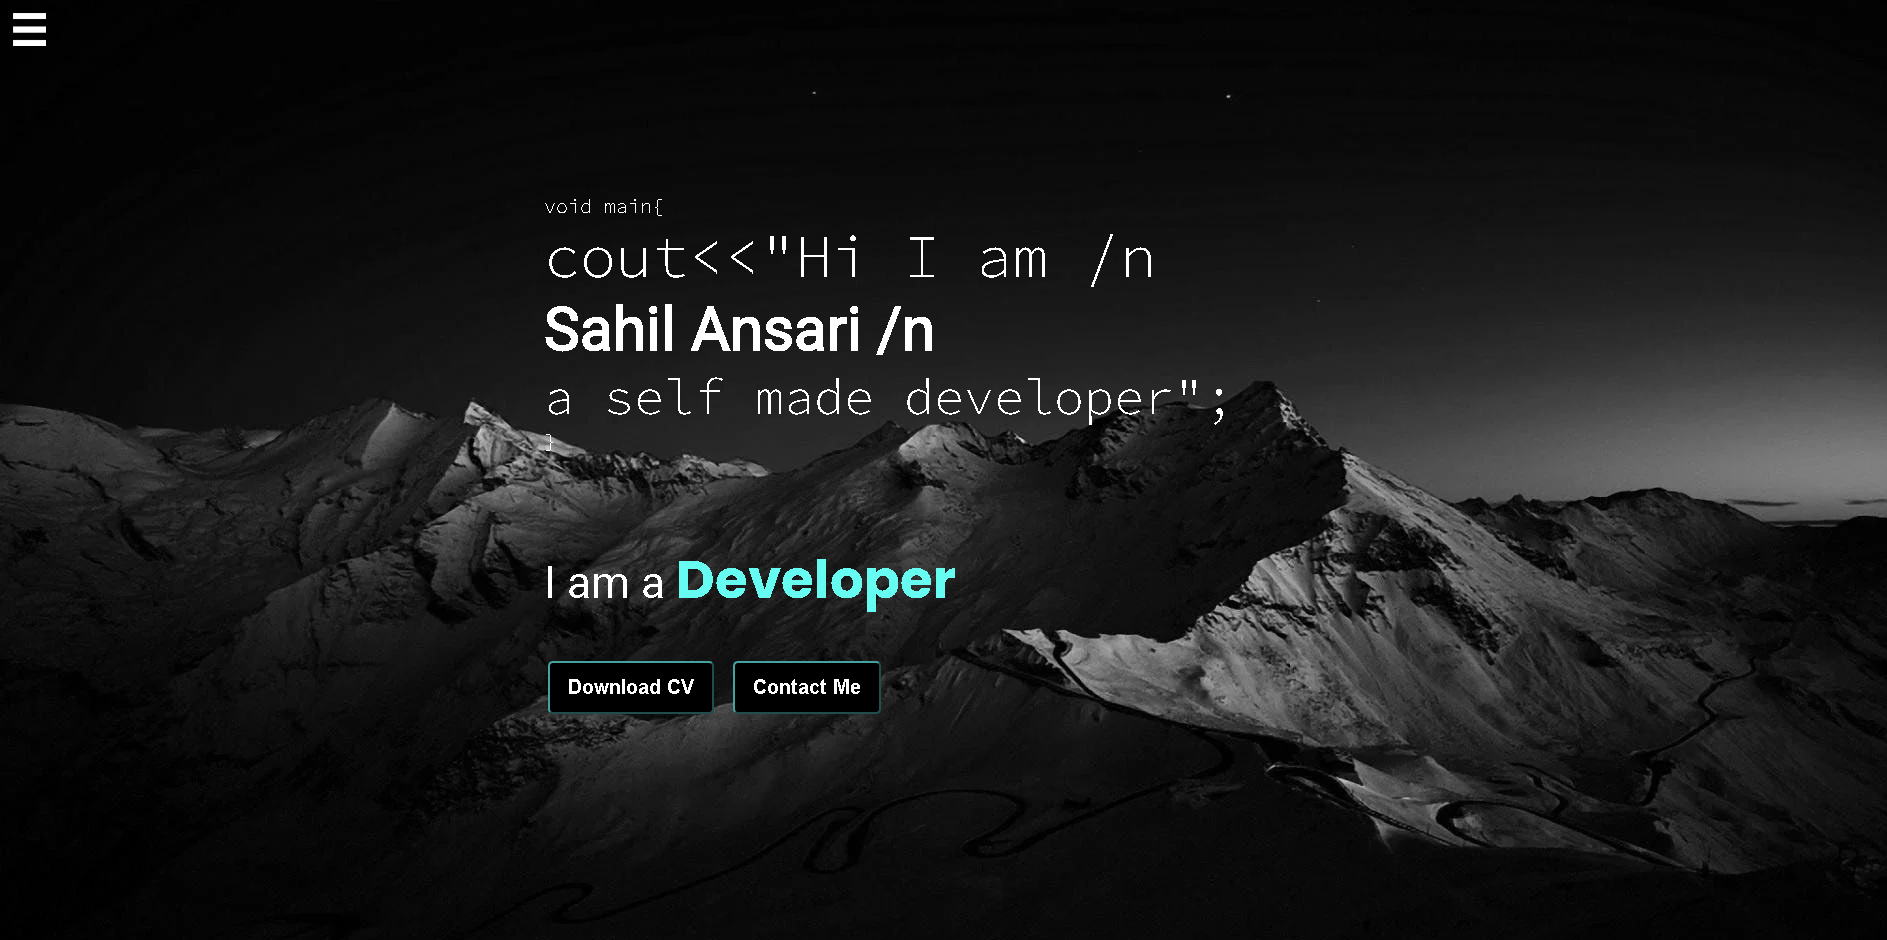 void main{
cout<<"Hi I am /n
Sahil Ansari /n
a self made developer";
}
I am a Developer
Download CV
Contact Me